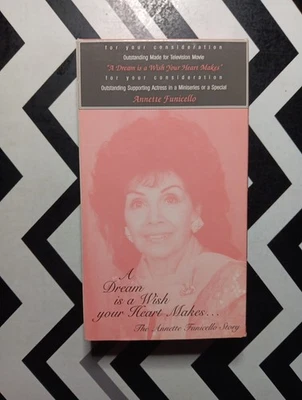 for your consideration
Outstanding Made for Television Movie
"A Dream is a Wish Your Heart Makes"
for your consideration
Outstanding Supporting Actress in a Miniseries or a Special
Annette Funicello
A
Dream
is a Wish
your Heart Makes...
The Annette Funicello Story